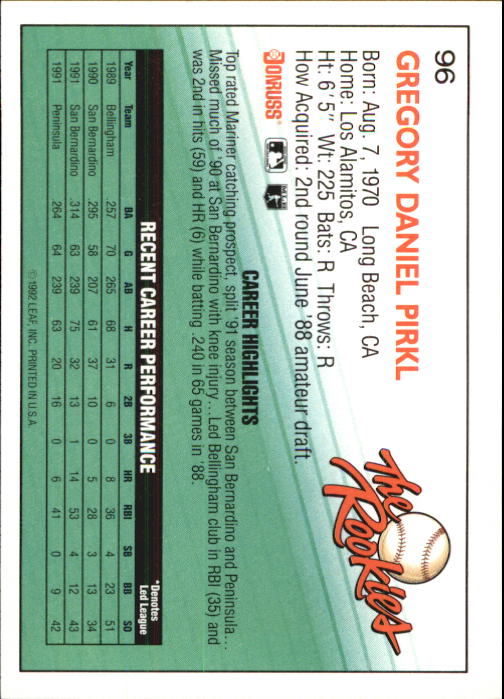 96
GREGORY DANIEL PIRKL
Born: Aug. 7, 1970 Long Beach, CA
Home: Los Alamitos, CA
Ht: 6'5" Wt: 225 Bats: R Throws: R
How Acquired: 2nd round June '88 amateur draft.
The Rookies
DONRUSS
CAREER HIGHLIGHTS
Top rated Mariner catching prospect, split '91 season between San Bernardino and Peninsula...
Missed much of '90 at San Bernardino with knee injury...Led Bellingham club in RBI (35) and
was 2nd in hits (59) and HR (6) while batting .240 in 65 games in '88.
RECENT CAREER PERFORMANCE
*Denotes
Led League
Year Team BA G AB H R 2B 3B HR RBI SB BB SO
1989 Bellingham 257 70 265 68 31 6 0 8 36 4 23 51
1990 San Bernardino 295 58 207 61 37 10 0 5 28 3 13 34
1991 San Bernardino 314 63 239 75 32 13 1 14 53 4 12 43
1991 Peninsula 264 64 239 63 20 16 0 6 41 0 9 42
© 1992 LEAF, INC. PRINTED IN U.S.A.